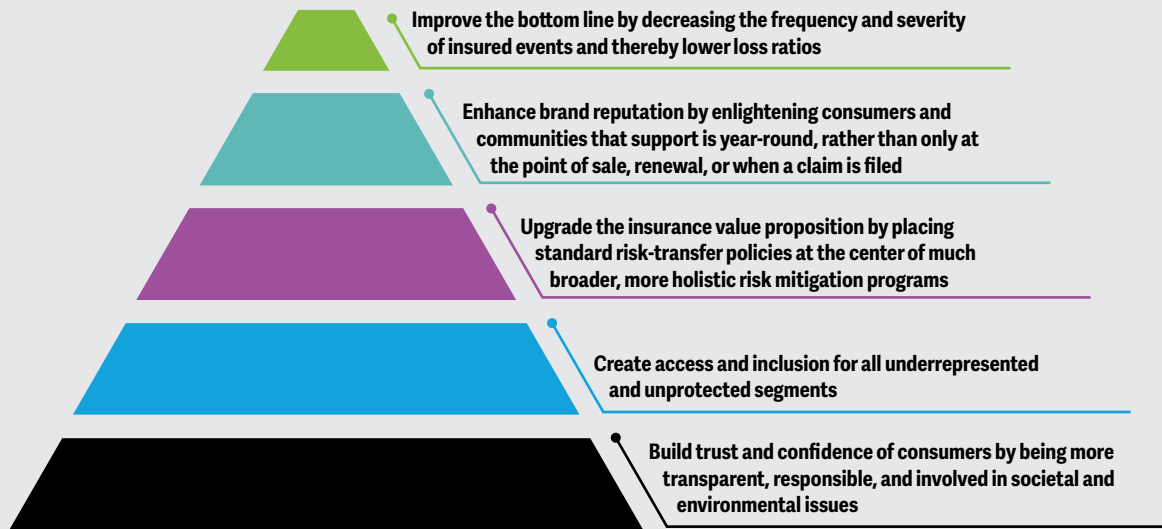 Improve the bottom line by decreasing the frequency and severity
of insured events and thereby lower loss ratios
Enhance brand reputation by enlightening consumers and
communities that support is year-round, rather than only at
the point of sale, renewal, or when a claim is filed
Upgrade the insurance value proposition by placing
standard risk-transfer policies at the center of much
broader, more holistic risk mitigation programs
Create access and inclusion for all underrepresented
and unprotected segments
Build trust and confidence of consumers by being more
transparent, responsible, and involved in societal and
environmental issues